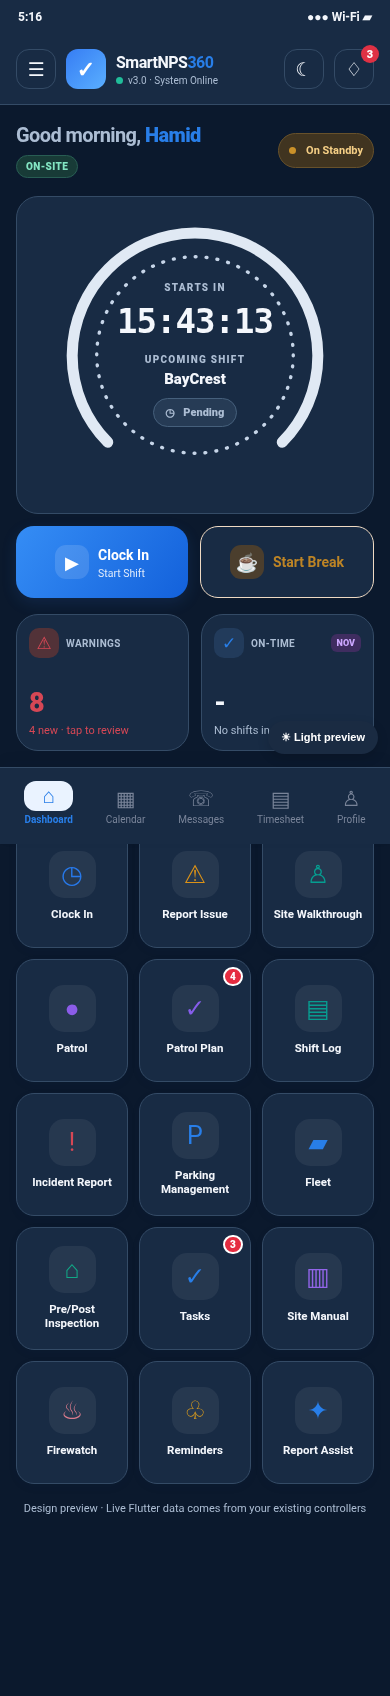 5:16
●●● Wi-Fi
SmartNPS360
v3.0 · System Online
3
Good morning, Hamid
ON-SITE
On Standby
STARTS IN
15:43:13
UPCOMING SHIFT
BayCrest
Pending
Clock In
Start Shift
Start Break
WARNINGS
8
4 new · tap to review
ON-TIME
NOV
-
No shifts in
Light preview
Dashboard
Calendar
Messages
Timesheet
Profile
Clock In
Report Issue
Site Walkthrough
4
Patrol
Patrol Plan
Shift Log
!
P
Incident Report
Parking
Management
Fleet
3
Pre/Post
Inspection
Tasks
Site Manual
Firewatch
Reminders
Report Assist
Design preview · Live Flutter data comes from your existing controllers